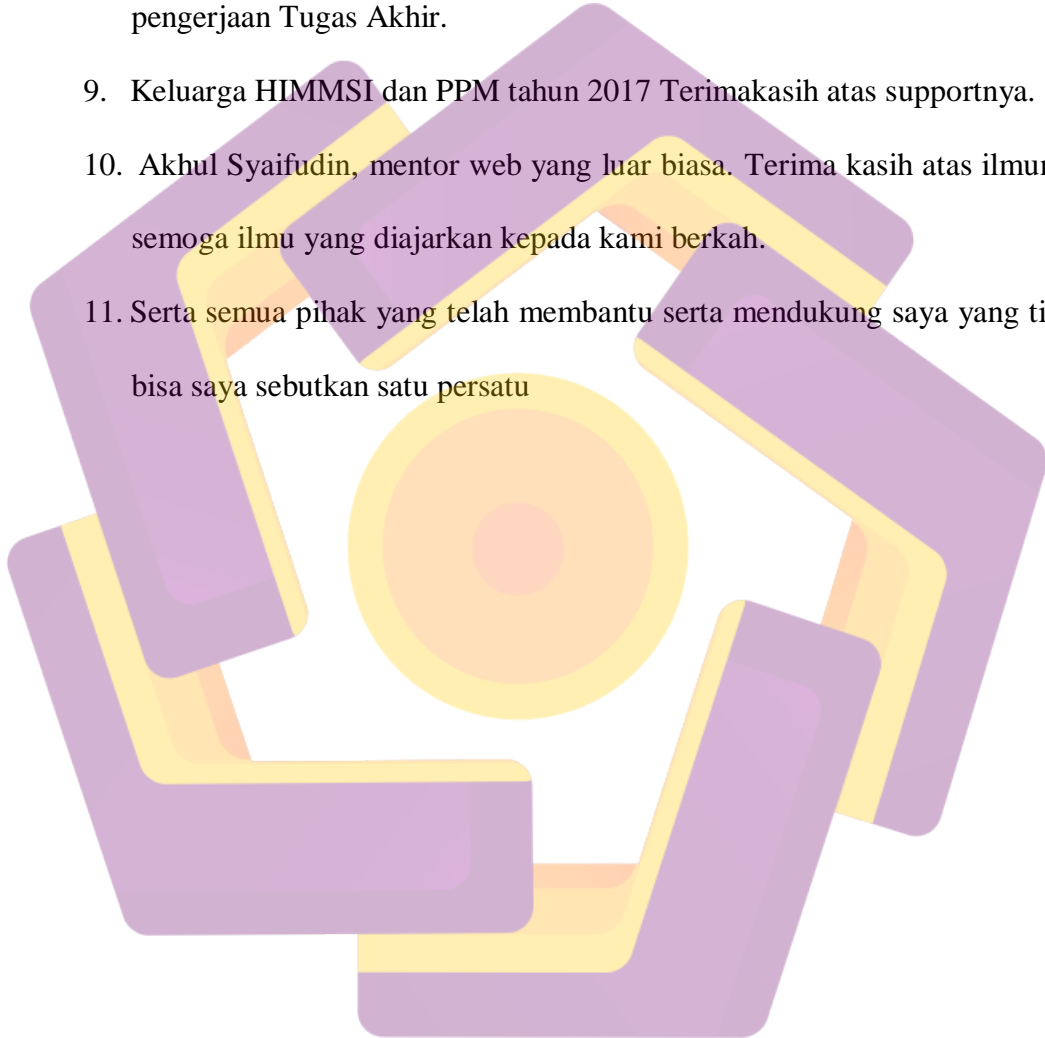 pengerjaan Tugas Akhir.
9. Keluarga HIMMSI dan PPM tahun 2017 Terimakasih atas supportnya.
10. Akhul Syaifudin, mentor web yang luar biasa. Terima kasih atas
semoga ilmu yang diajarkan kepada kami berkah.
11. Serta semua pihak yang telah membantu serta mendukung saya yang
bisa saya sebutkan satu persatu